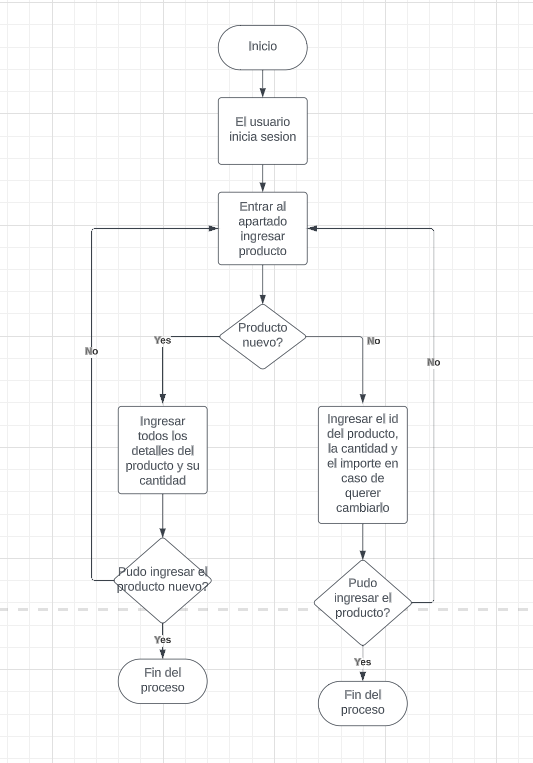 Inicio
El usuario
inicia sesion
Entrar al
apartado
ingresar
producto
Producto
nuevo?
Yes
No
No
No
Ingresar
todos los
detalles del
producto y su
cantidad
Ingresar el id
del producto,
la cantidad y
el importe en
caso de
querer
cambiarlo
Pudo ingresar el
producto nuevo?
Pudo
ingresar el
producto?
Yes
Yes
Fin del
proceso
Fin del
proceso